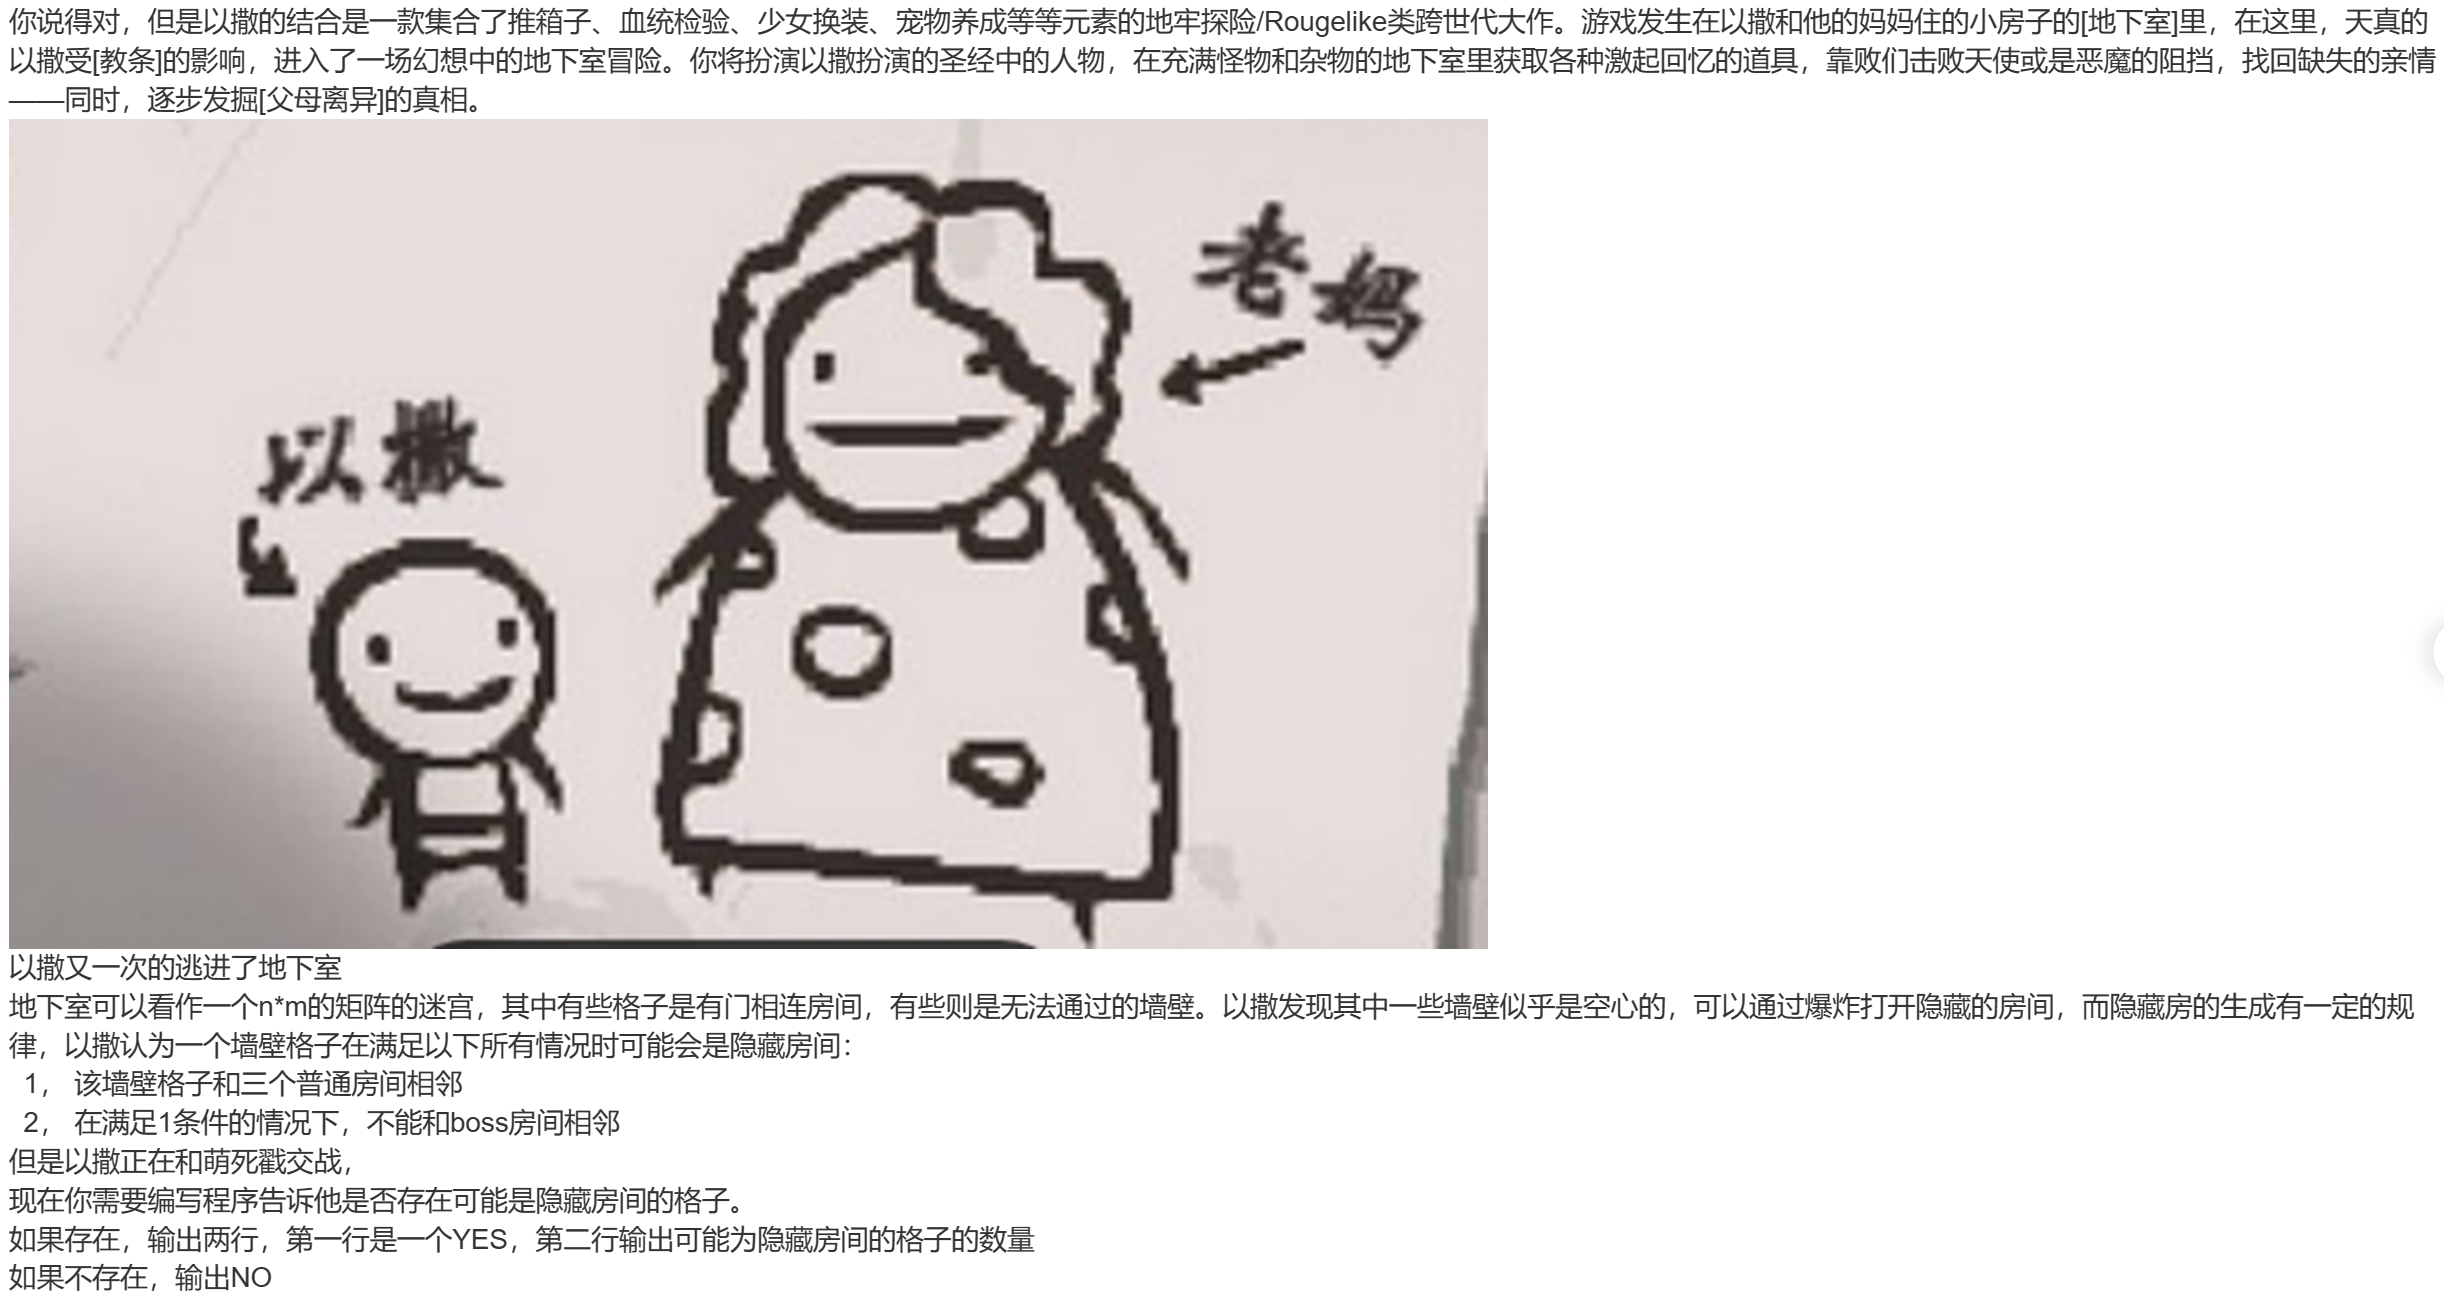 你说得对，但是以撒的结合是一款集合了推箱子、血统检验、少女换装、宠物养成等等元素的地牢探险/Rougelike类跨世代大作。游戏发生在以撒和他的妈妈住的小房子的[地下室]里，在这里，天真的
以撒受[教条]的影响，进入了一场幻想中的地下室冒险。你将扮演以撒扮演的圣经中的人物，在充满怪物和杂物的地下室里获取各种激起回忆的道具，靠败们击败天使或是恶魔的阻挡，找回缺失的亲情
——同时，逐步发掘[父母离异]的真相。
老妈
以撒
以撒又一次的逃进了地下室
地下室可以看作一个n*m的矩阵的迷宫，其中有些格子是有门相连房间，有些则是无法通过的墙壁。以撒发现其中一些墙壁似乎是空心的，可以通过爆炸打开隐藏的房间，而隐藏房的生成有一定的规
律，以撒认为一个墙壁格子在满足以下所有情况时可能会是隐藏房间：
1， 该墙壁格子和三个普通房间相邻
2， 在满足1条件的情况下，不能和boss房间相邻
但是以撒正在和萌死戳交战，
现在你需要编写程序告诉他是否存在可能是隐藏房间的格子。
如果存在，输出两行，第一行是一个YES，第二行输出可能为隐藏房间的格子的数量
如果不存在，输出NO